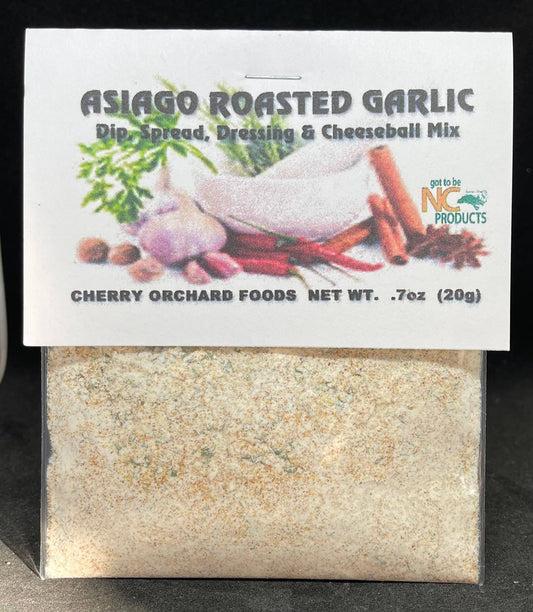 ASIAGO ROASTED GARLIC
Dip, Spread, Dressing & Cheeseball Mix
got to be
NC
PRODUCTS
CHERRY ORCHARD FOODS NET WT. .7oz (20g)